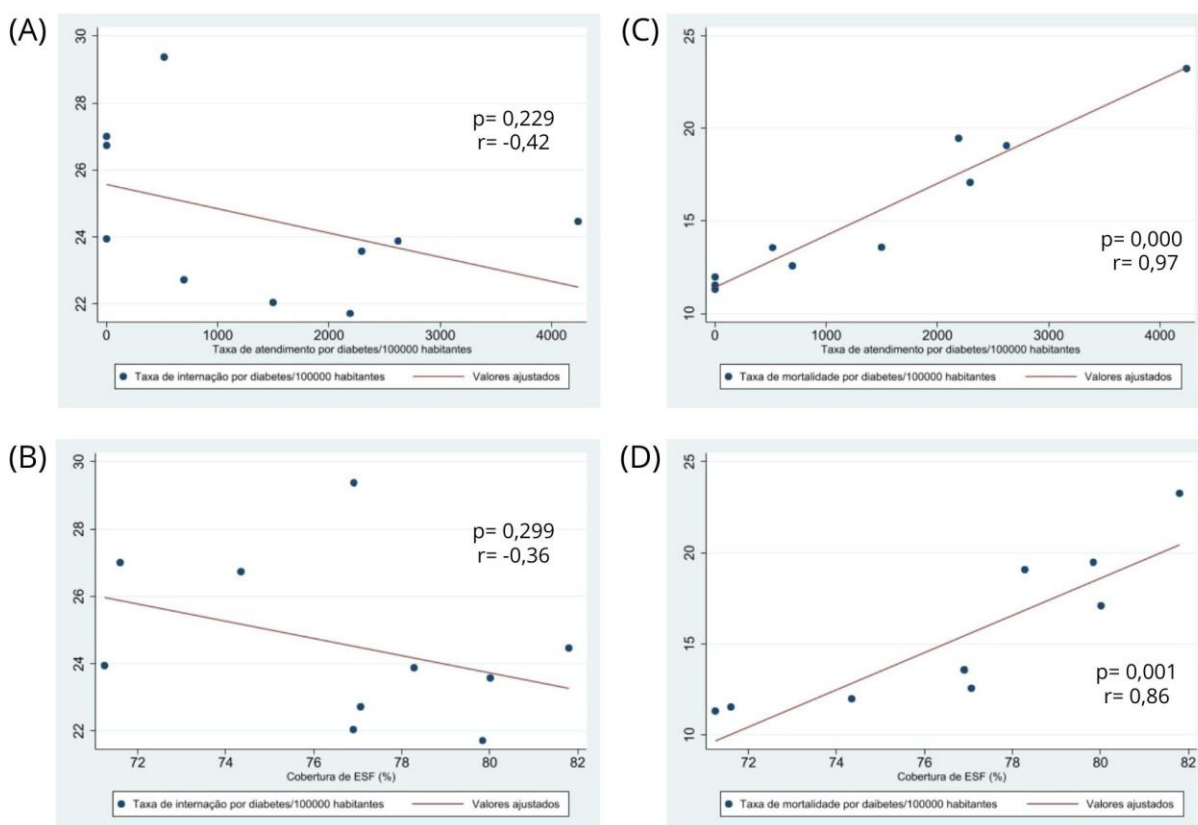 (A)
30
28
26
24
22
p= 0,229
r= -0,42
0 1000 2000 3000 4000
Taxa de atendimento por diabetes/100000 habitantes
Taxa de internação por diabetes/100000 habitantes Valores ajustados
(C)
25
20
15
10
p= 0,000
r= 0,97
0 1000 2000 3000 4000
Taxa de atendimento por diabetes/100000 habitantes
Taxa de mortalidade por diabetes/100000 habitantes Valores ajustados
(B)
30
28
26
24
22
p= 0,299
r= -0,36
72 74 76 78 80 82
Cobertura de ESF (%)
Taxa de internação por diabetes/100000 habitantes Valores ajustados
(D)
25
20
15
10
p= 0,001
r= 0,86
72 74 76 78 80 82
Cobertura de ESF (%)
Taxa de mortalidade por daibetes/100000 habitantes Valores ajustados